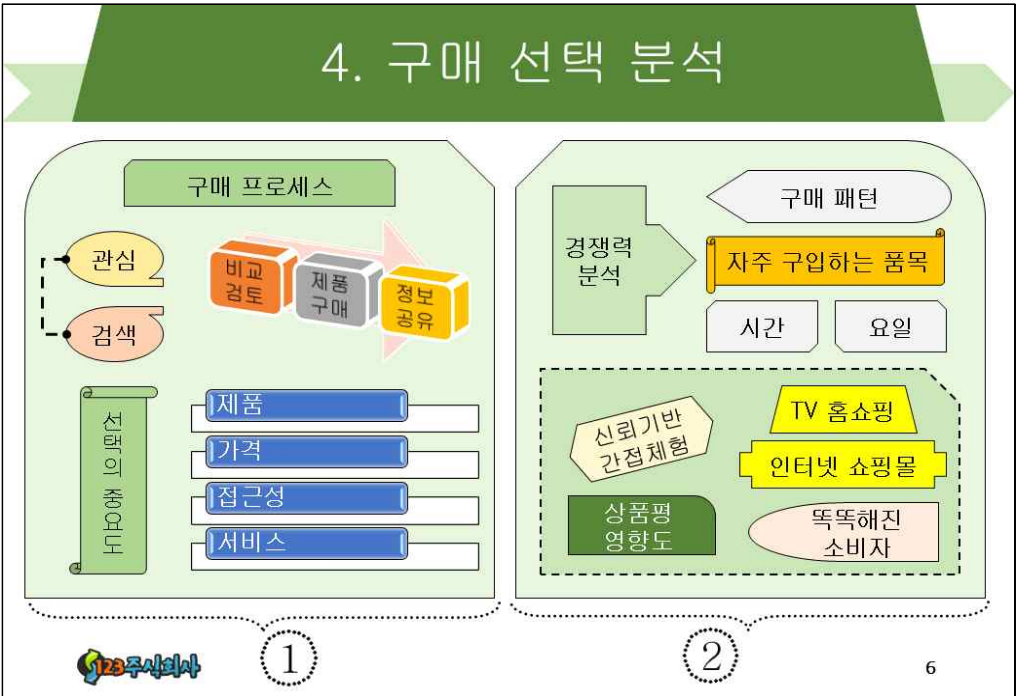 4. 구매 선택 분석
구매 프로세스
관심
검색
비교
검토
제품
구매
정보
공유
선택의 중요도
제품
가격
접근성
서비스
경쟁력
분석
구매 패턴
자주 구입하는 품목
시간
요일
신뢰기반
간접체험
TV 홈쇼핑
인터넷 쇼핑몰
상품평
영향도
똑똑해진
소비자
123주식회사
1
2
6